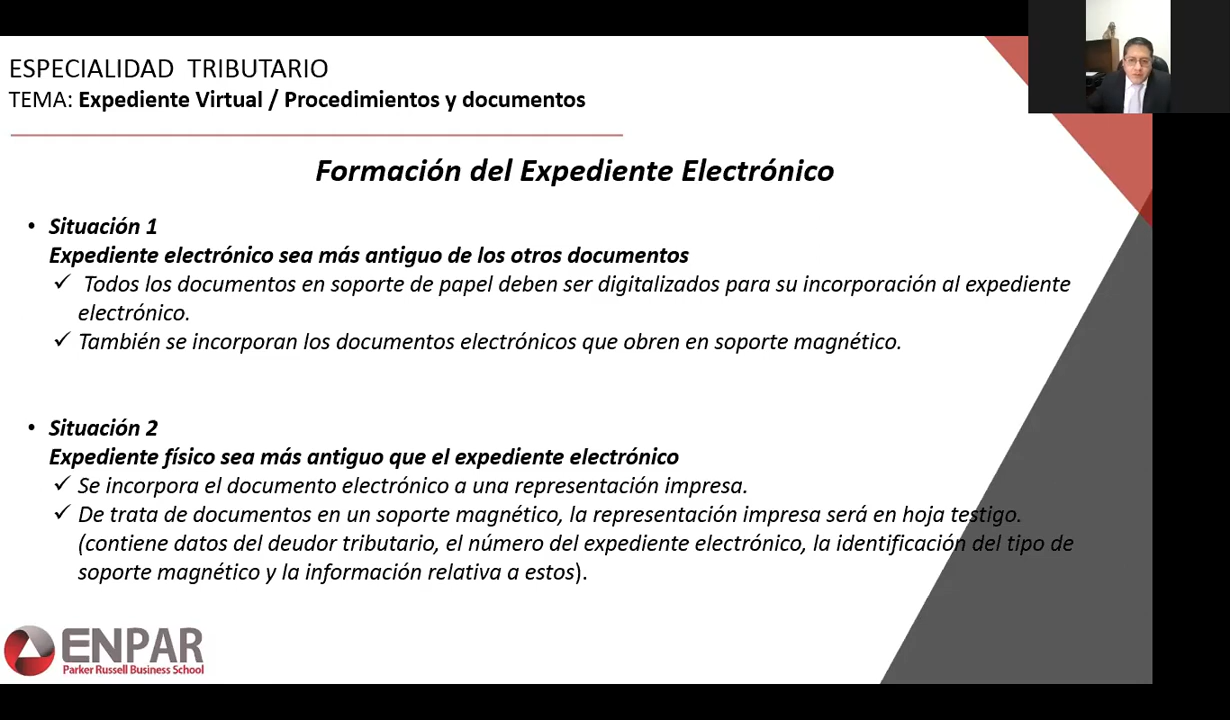 ESPECIALIDAD TRIBUTARIO
TEMA: Expediente Virtual / Procedimientos y documentos
Formación del Expediente Electrónico
• Situación 1
Expediente electrónico sea más antiguo de los otros documentos
✓ Todos los documentos en soporte de papel deben ser digitalizados para su incorporación al expediente
electrónico.
✓ También se incorporan los documentos electrónicos que obren en soporte magnético.
• Situación 2
Expediente físico sea más antiguo que el expediente electrónico
✓ Se incorpora el documento electrónico a una representación impresa.
✓ De trata de documentos en un soporte magnético, la representación impresa será en hoja testigo.
(contiene datos del deudor tributario, el número del expediente electrónico, la identificación del tipo de
soporte magnético y la información relativa a estos).
ENPAR
Parker Russell Business School